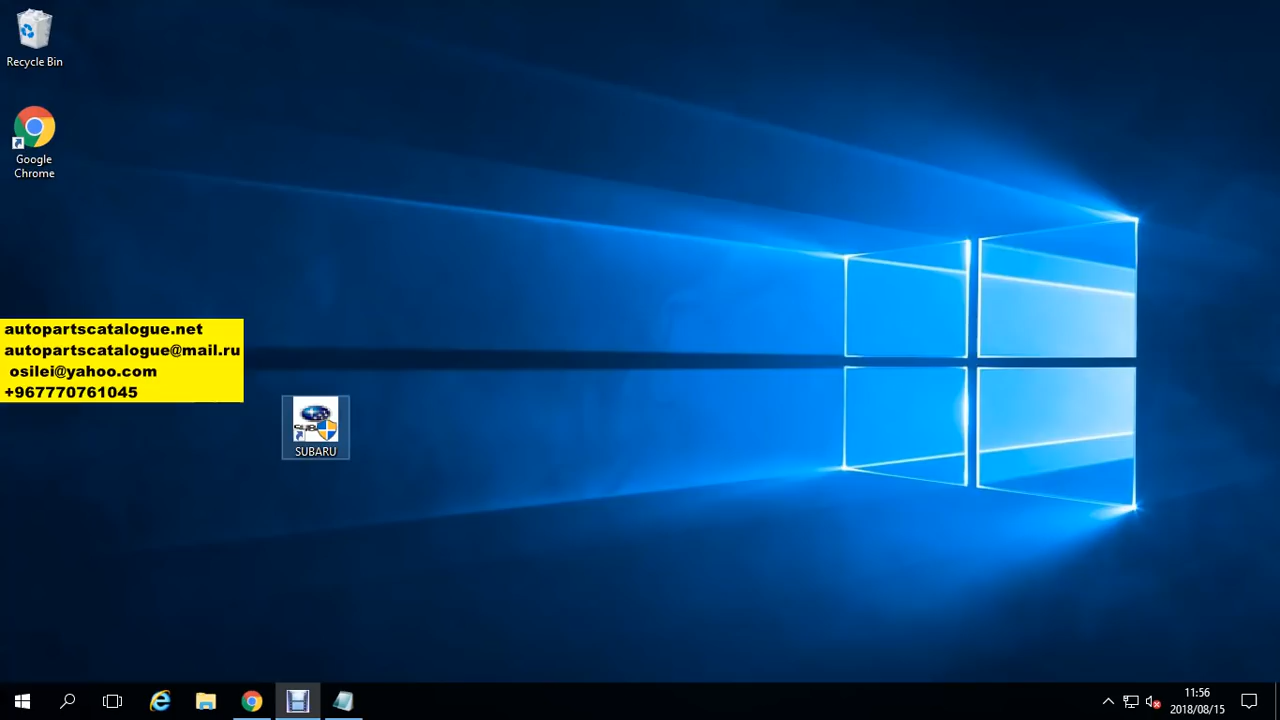 Recycle Bin
Google
Chrome
autopartscatalogue.net
autopartscatalogue@mail.ru
osilei@yahoo.com
+967770761045
SUBARU
11:56
2018/08/15